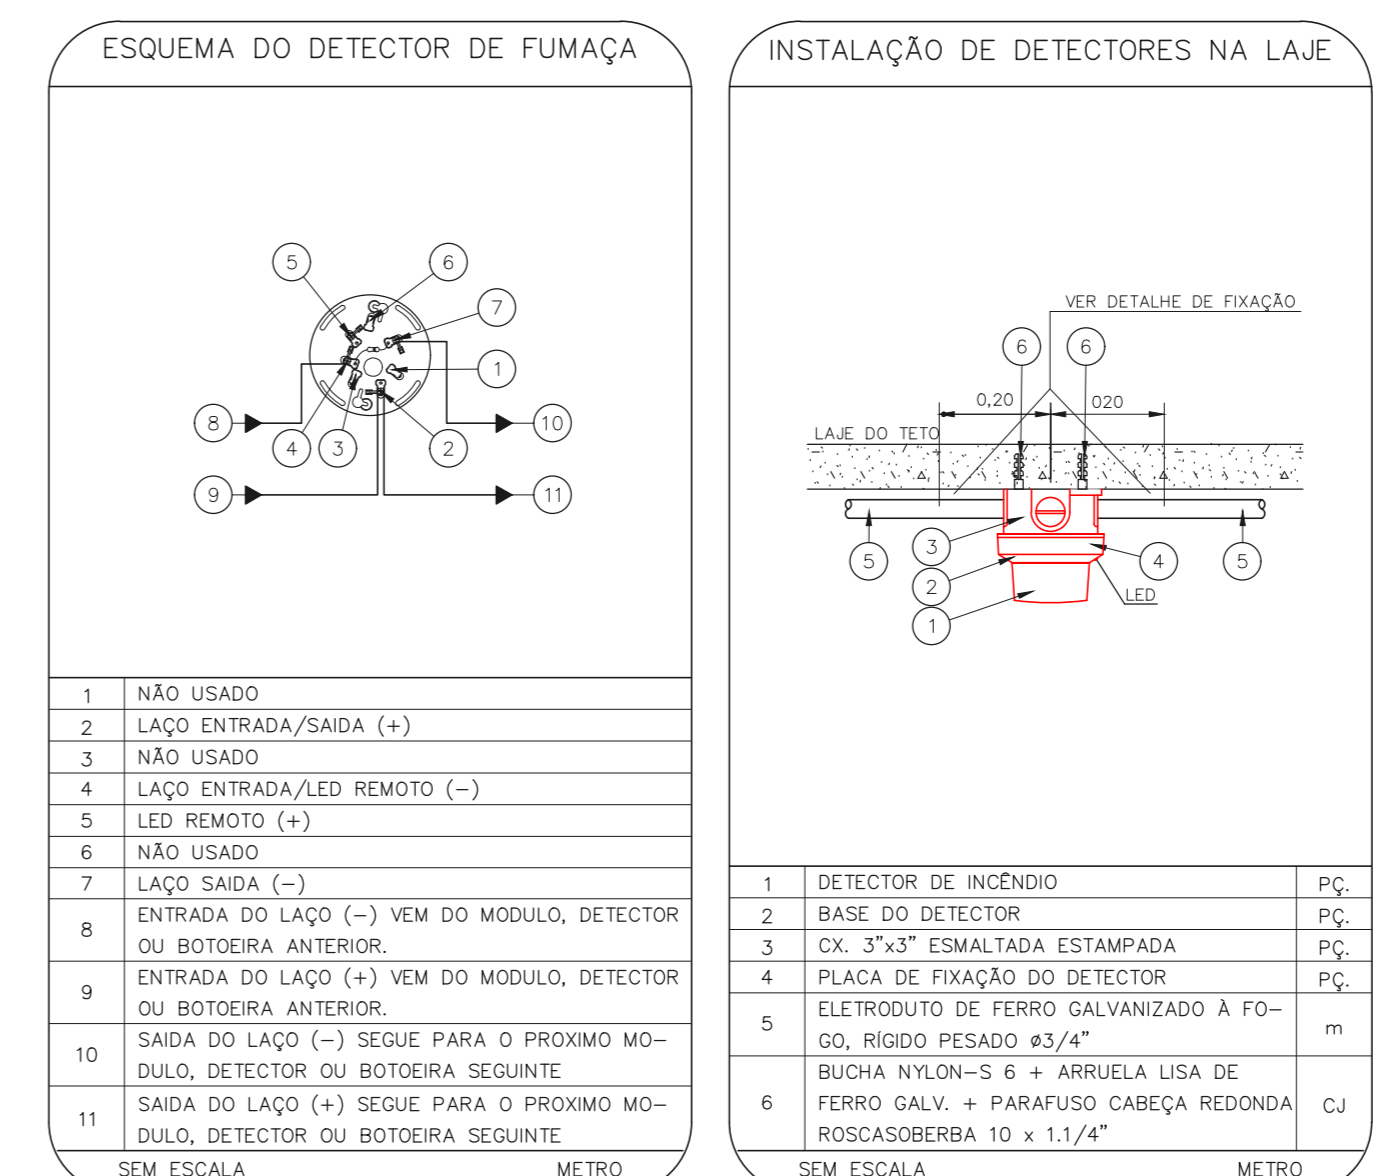 ESQUEMA DO DETECTOR DE FUMAÇA
5
6
7
1
8
10
4
3
2
9
11
1 NÃO USADO
2 LAÇO ENTRADA/SAIDA (+)
3 NÃO USADO
4 LAÇO ENTRADA/LED REMOTO (−)
5 LED REMOTO (+)
6 NÃO USADO
7 LAÇO SAIDA (−)
8 ENTRADA DO LAÇO (−) VEM DO MODULO, DETECTOR
OU BOTOEIRA ANTERIOR.
9 ENTRADA DO LAÇO (+) VEM DO MODULO, DETECTOR
OU BOTOEIRA ANTERIOR.
10 SAIDA DO LAÇO (−) SEGUE PARA O PROXIMO MO−
DULO, DETECTOR OU BOTOEIRA SEGUINTE
11 SAIDA DO LAÇO (+) SEGUE PARA O PROXIMO MO−
DULO, DETECTOR OU BOTOEIRA SEGUINTE
SEM ESCALA METRO
INSTALAÇÃO DE DETECTORES NA LAJE
VER DETALHE DE FIXAÇÃO
6 6
0,20 020
LAJE DO TETO
5
3
4
5
2
LED
1
1 DETECTOR DE INCÊNDIO PÇ.
2 BASE DO DETECTOR PÇ.
3 CX. 3"x3" ESMALTADA ESTAMPADA PÇ.
4 PLACA DE FIXAÇÃO DO DETECTOR PÇ.
5 ELETRODUTO DE FERRO GALVANIZADO À FO−
GO, RÍGIDO PESADO ø3/4" m
BUCHA NYLON−S 6 + ARRUELA LISA DE
6 FERRO GALV. + PARAFUSO CABEÇA REDONDA CJ
ROSCASOBERBA 10 x 1.1/4"
SEM ESCALA METRO